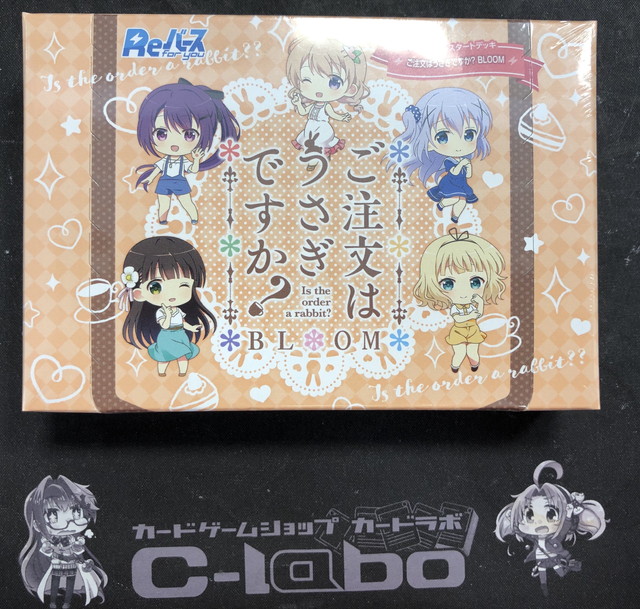 Reバース
for you
スタートデッキ
ご注文はうさぎですか? BLOOM
Is the order a rabbit??
ご注文は
うさぎ
ですか?
Is the
order
a rabbit?
BLOOM
Is the order a rabbit??
カードゲームショップ カードラボ
C-labo